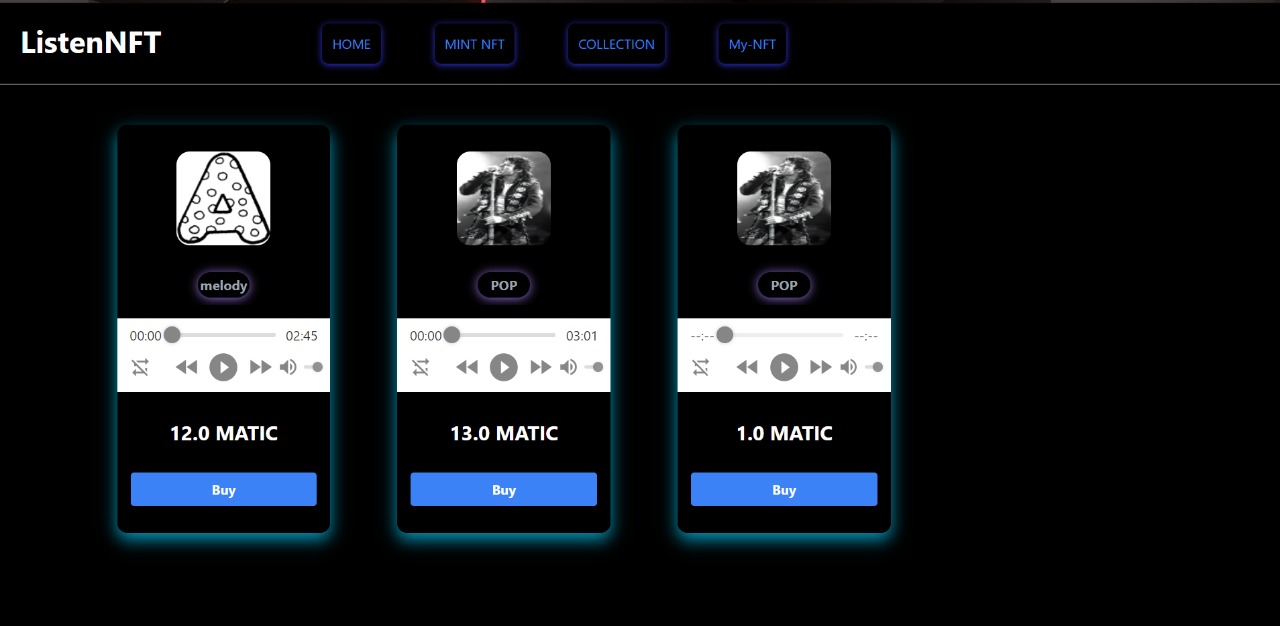 ListenNFT
HOME
MINT NFT
COLLECTION
My-NFT
A
melody
00:00
02:45
12.0 MATIC
Buy
POP
00:00
03:01
13.0 MATIC
Buy
POP
--:--
--:--
1.0 MATIC
Buy